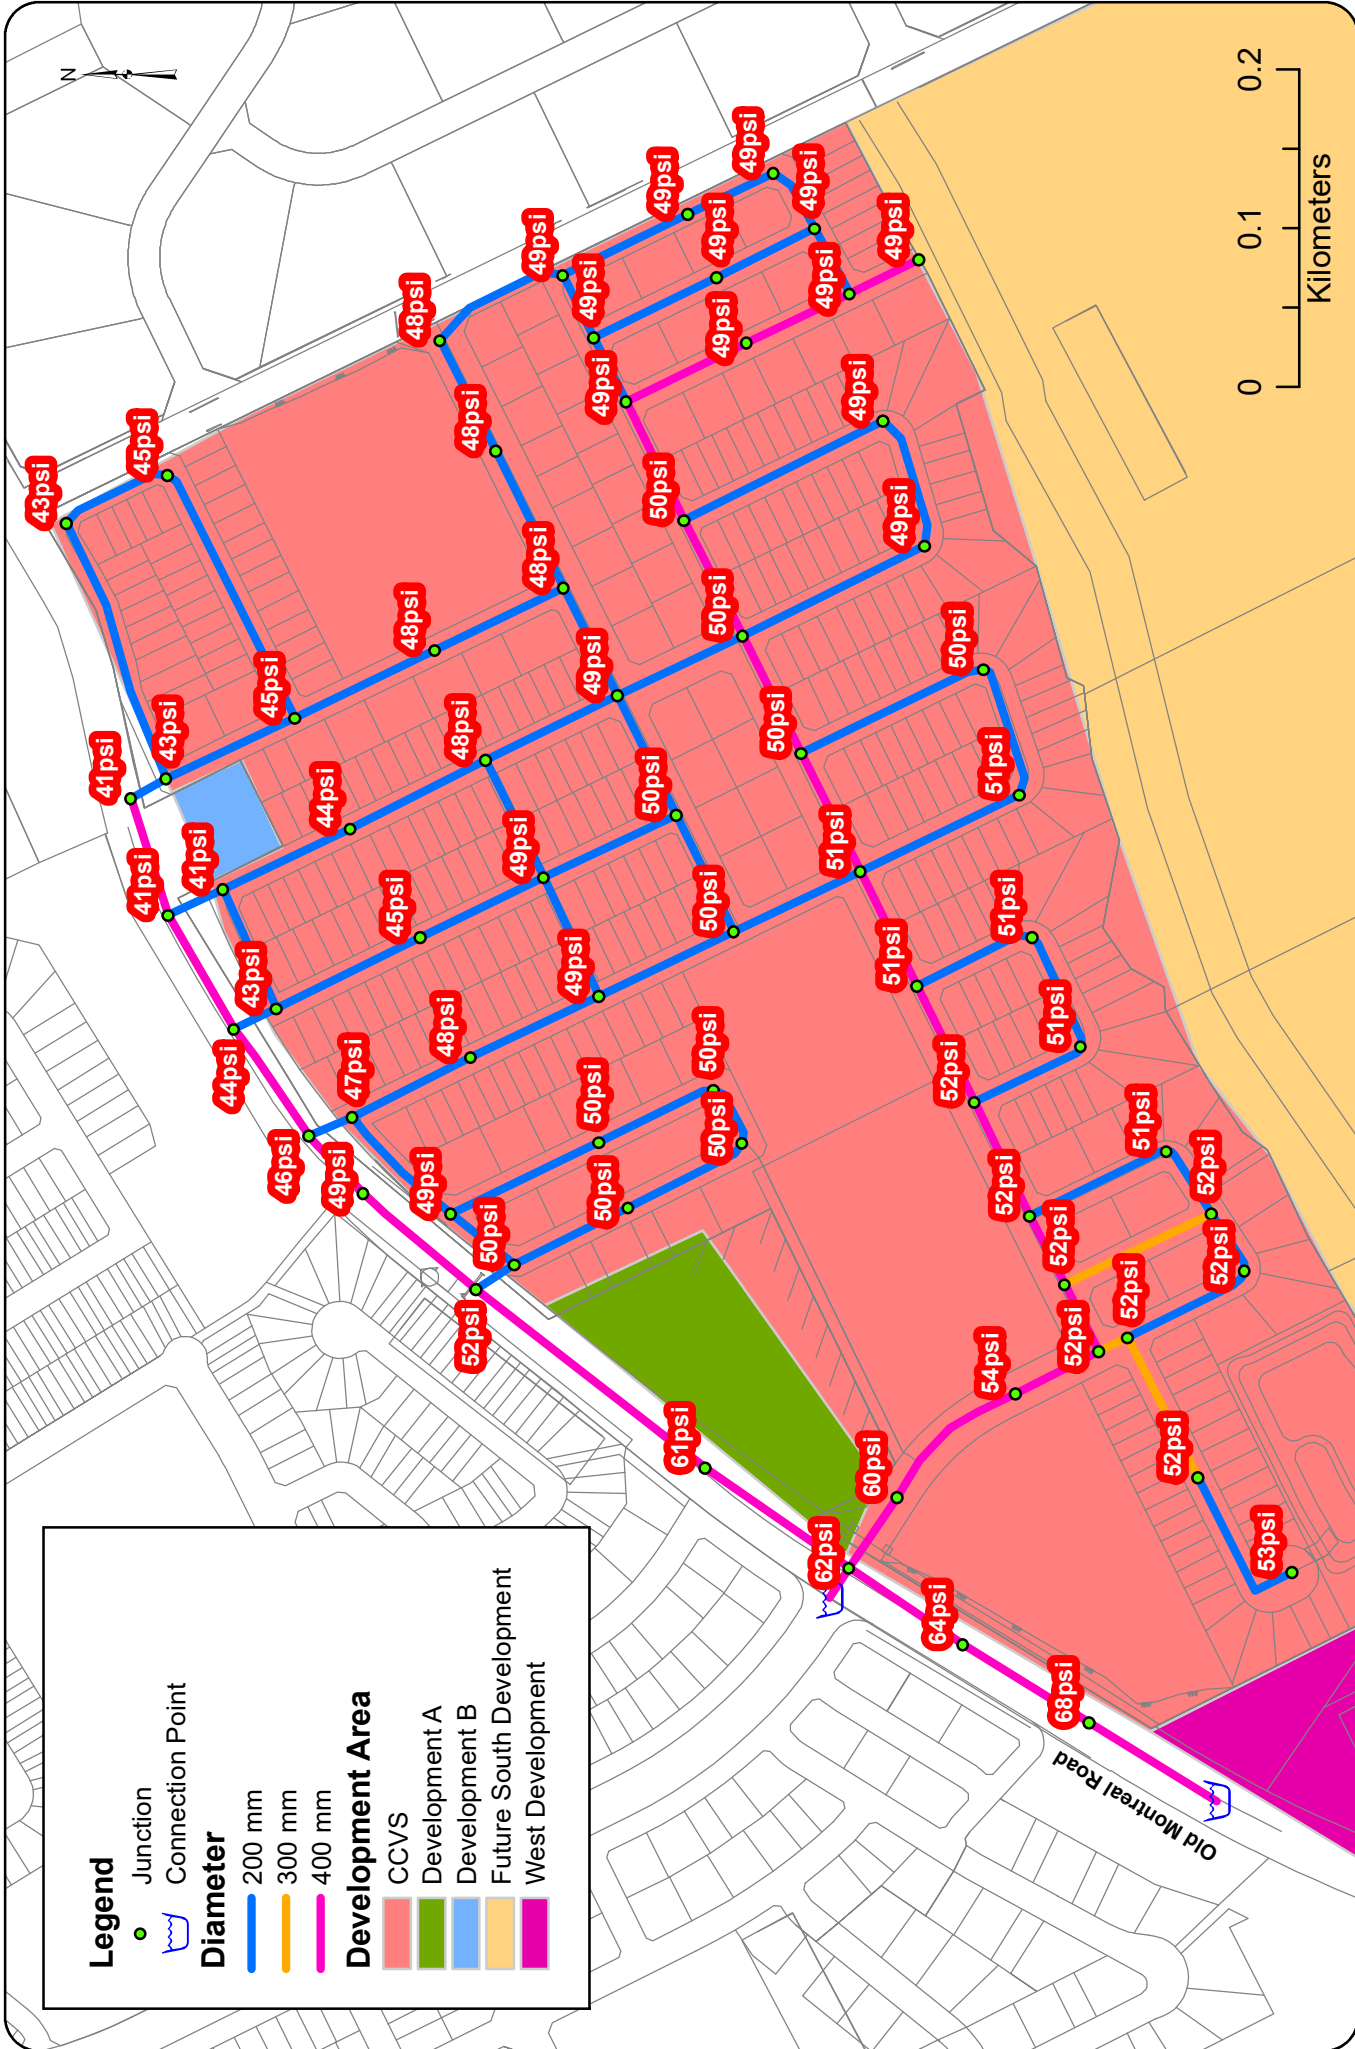 Legend
Junction
Connection Point
Diameter
200 mm
300 mm
400 mm
Development Area
CCVS
Development A
Development B
Future South Development
West Development
43psi
N
41psi
45psi
41psi
43psi
41psi
44psi
43psi
45psi
46psi
44psi
49psi
47psi
45psi
48psi
48psi
49psi
48psi
48psi
48psi
52psi
50psi
49psi
48psi
49psi
49psi
49psi
50psi
49psi
49psi
50psi
50psi
50psi
49psi
61psi
50psi
50psi
50psi
50psi
49psi
49psi
49psi
50psi
49psi
62psi
49psi
51psi
49psi
60psi
51psi
49psi
49psi
64psi
52psi
50psi
54psi
51psi
52psi
51psi
51psi
52psi
68psi
52psi
52psi
51psi
52psi
52psi
52psi
53psi
Old Montreal Road
0 0.1 0.2
Kilometers